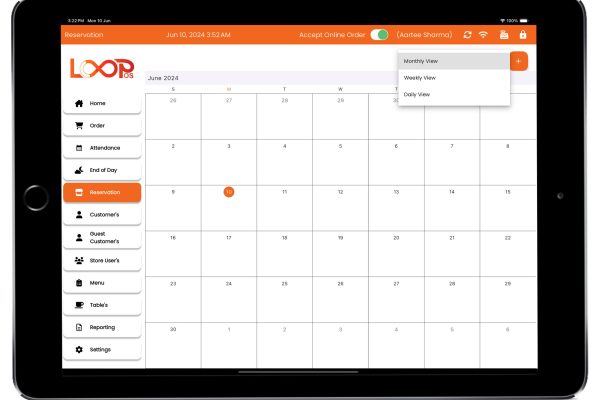 3:22 PM Mon 10 Jun
100%
Reservation
Jun 10, 2024 3:52AM
Accept Online Order
(Aartee Sharma)
LOOP
OS
June 2024
Monthly View
Weekly View
Daily View
+
S M T W T
26 27 28 29 30
2 3 4 5 6 7 8
9 10 11 12 13 14 15
16 17 18 19 20 21 22
23 24 25 26 27 28 29
30 1 2 3 4 5 6
Home
Order
Attendance
End of Day
Reservation
Customer's
Guest
Customer's
Store User's
Menu
Table's
Reporting
Settings